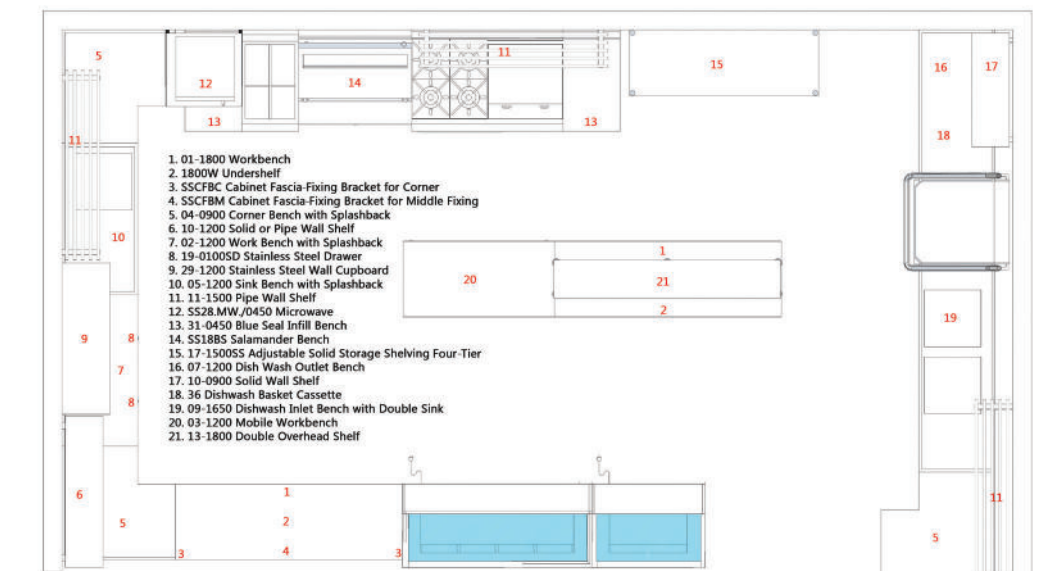 5
11
15
16
17
12
14
13
13
18
11
1. 01-1800 Workbench
2. 1800W Undershelf
3. SSCFBC Cabinet Fascia-Fixing Bracket for Corner
4. SSCFBM Cabinet Fascia-Fixing Bracket for Middle Fixing
5. 04-0900 Corner Bench with Splashback
6. 10-1200 Solid or Pipe Wall Shelf
7. 02-1200 Work Bench with Splashback
8. 19-0100SD Stainless Steel Drawer
9. 29-1200 Stainless Steel Wall Cupboard
10. 05-1200 Sink Bench with Splashback
11. 11-1500 Pipe Wall Shelf
12. SS28.MW./0450 Microwave
13. 31-0450 Blue Seal Infill Bench
14. SS18BS Salamander Bench
15. 17-1500SS Adjustable Solid Storage Shelving Four-Tier
16. 07-1200 Dish Wash Outlet Bench
17. 10-0900 Solid Wall Shelf
18. 36 Dishwash Basket Cassette
19. 09-1650 Dishwash Inlet Bench with Double Sink
20. 03-1200 Mobile Workbench
21. 13-1800 Double Overhead Shelf
10
1
20
21
2
19
9
8
7
8
6
5
1
2
4
3
3
11
5